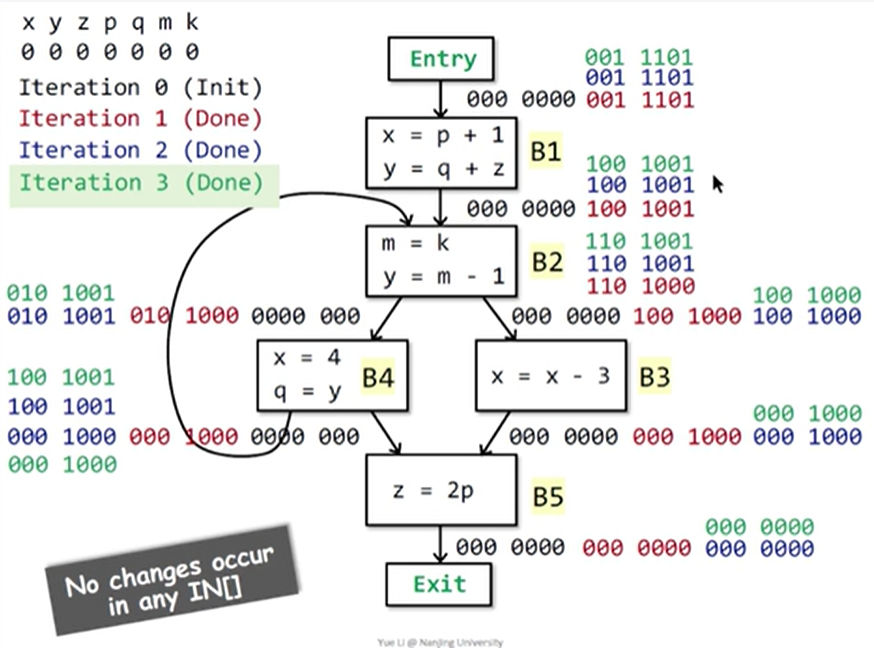 x y z p q m k
0 0 0 0 0 0 0
Iteration 0 (Init)
Iteration 1 (Done)
Iteration 2 (Done)
Iteration 3 (Done)
Entry
001 1101
001 1101
000 0000 001 1101
x = p + 1
y = q + z
B1
100 1001
100 1001
000 0000 100 1001
m = k
y = m - 1
B2
110 1001
110 1001
110 1000
010 1001
010 1001 010 1000 0000 000
100 1000
000 0000 100 1000 100 1000
x = 4
q = y
B4
x = x - 3
B3
100 1001
100 1001
000 1000 000 1000 0000 000
000 1000
000 1000
000 0000 000 1000 000 1000
z = 2p
B5
000 0000
000 0000 000 0000 000 0000
Exit
No changes occur
in any IN[]
Yue Li @ Nanjing University